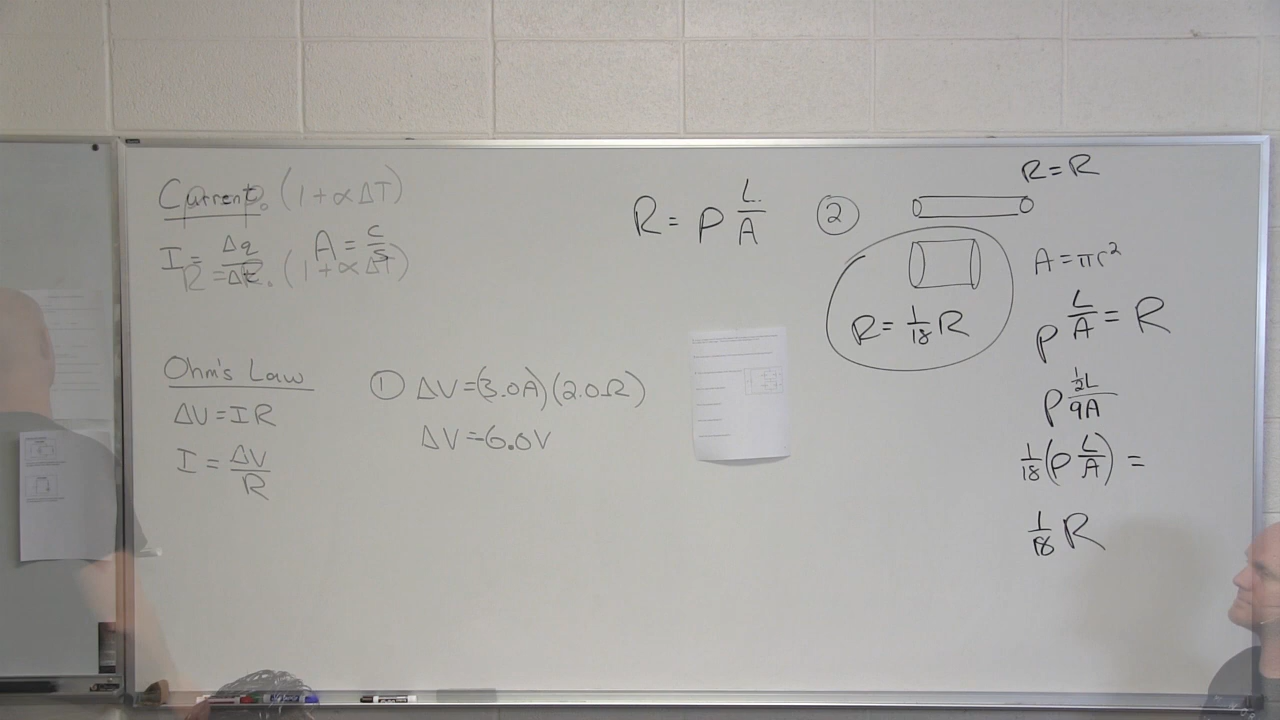 Current
(1 + α ΔT)
I = Δq/Δt
A = C/s
R = (1 + α ΔT)
Ohm's Law
ΔV = IR
I = ΔV/R
① ΔV = (3.0A)(2.0Ω)
ΔV = 6.0V
R = ρ L/A
②
R = R
R = 1/18 R
A = πr²
ρ L/A = R
ρ ½L/9A
1/18 (ρ L/A) =
1/18 R